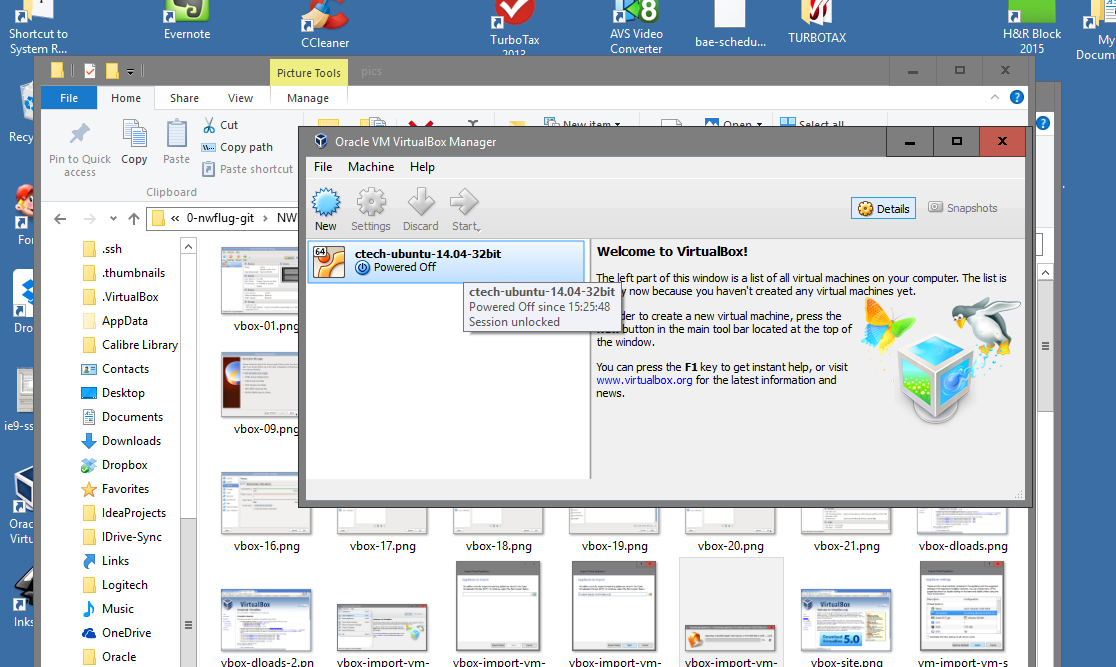 Shortcut to
System R...
Evernote
CCleaner
TurboTax
2013
AVS Video
Converter
bae-schedu...
TURBOTAX
H&R Block
2015
My
Docum
Picture Tools
pics
File
Home
Share
View
Manage
Recyc
Pin to Quick
access
Copy
Paste
Cut
Copy path
Paste shortcut
Clipboard
New item
Open
Select all
« 0-nwflug-git > NW
.ssh
.thumbnails
.VirtualBox
AppData
Calibre Library
Contacts
Desktop
Documents
Downloads
Dropbox
Favorites
IdeaProjects
IDrive-Sync
Links
Logitech
Music
OneDrive
Oracle
For
Dro
ie9-ss
Orac
Virtu
Inks
Oracle VM VirtualBox Manager
File
Machine
Help
New
Settings
Discard
Start
Details
Snapshots
64
ctech-ubuntu-14.04-32bit
Powered Off
ctech-ubuntu-14.04-32bit
Powered Off since 15:25:48
Session unlocked
Welcome to VirtualBox!
The left part of this window is a list of all virtual machines on your computer. The list is
now because you haven't created any virtual machines yet.
der to create a new virtual machine, press the
button in the main tool bar located at the top of
the window.
You can press the F1 key to get instant help, or visit
www.virtualbox.org for the latest information and
news.
vbox-01.png
vbox-09.png
vbox-16.png
vbox-17.png
vbox-18.png
vbox-19.png
vbox-20.png
vbox-21.png
vbox-dloads.png
vbox-dloads-2.pn
vbox-import-vm-
vbox-import-vm-
vbox-import-vm-
vbox-import-vm-
vbox-site.png
vm-import-vm-s